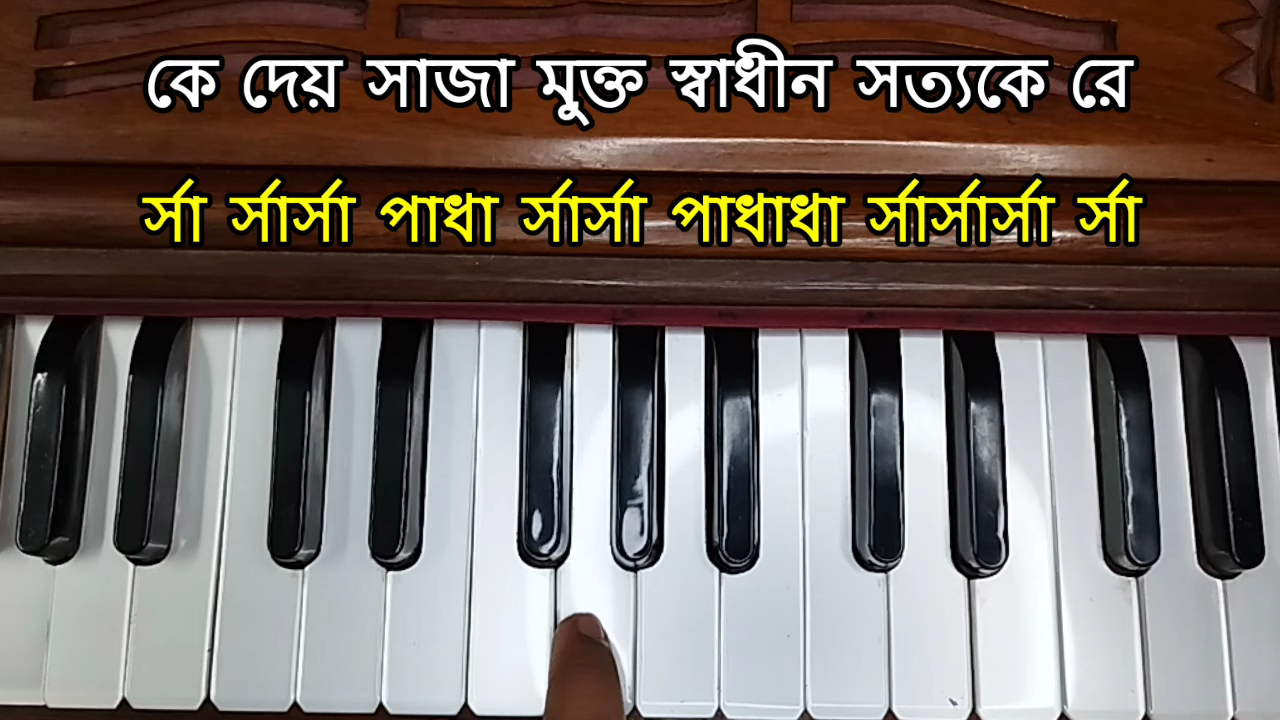 কে দেয় সাজা মুক্ত স্বাধীন সত্যকে রে
র্সা র্সার্সা পাধা র্সার্সা পাধাধা র্সার্সার্সা র্সা